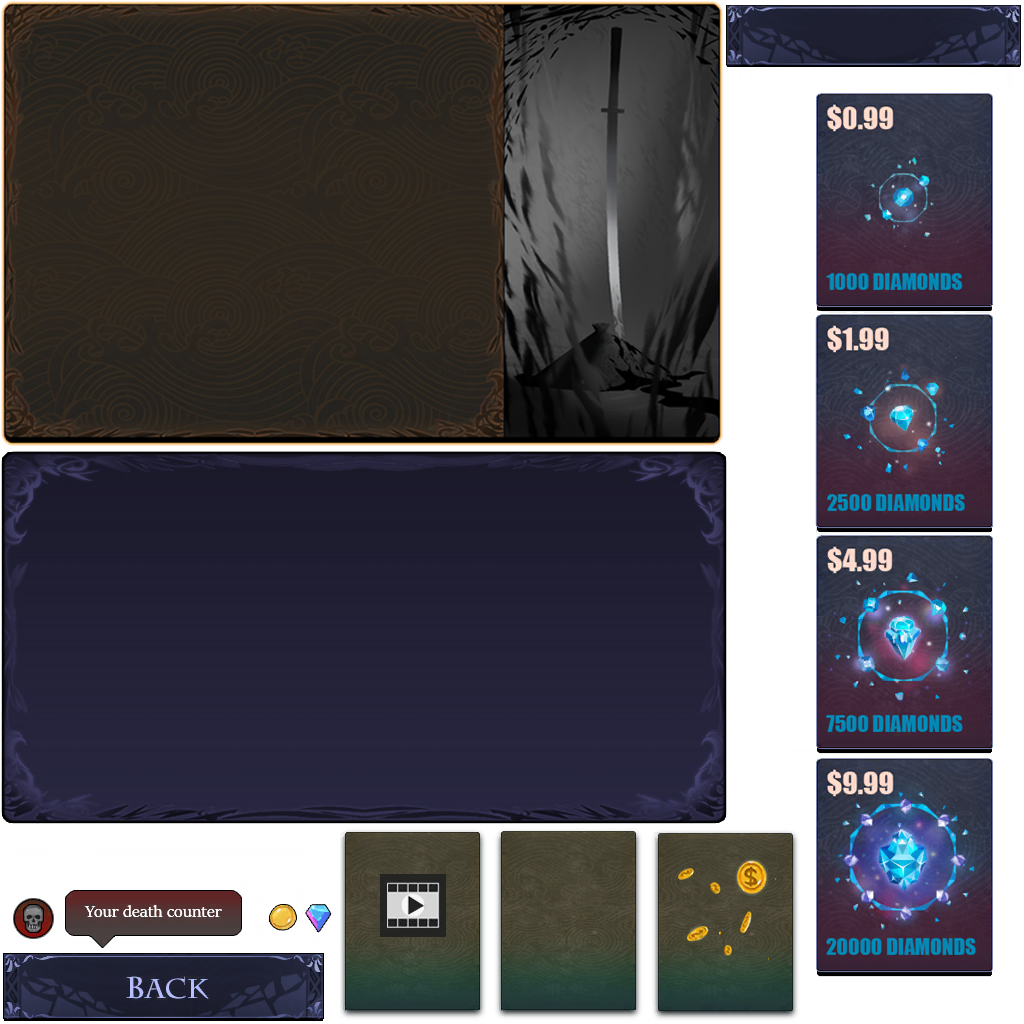 $0.99
1000 DIAMONDS
$1.99
2500 DIAMONDS
$4.99
7500 DIAMONDS
$9.99
20000 DIAMONDS
Your death counter
$
BACK